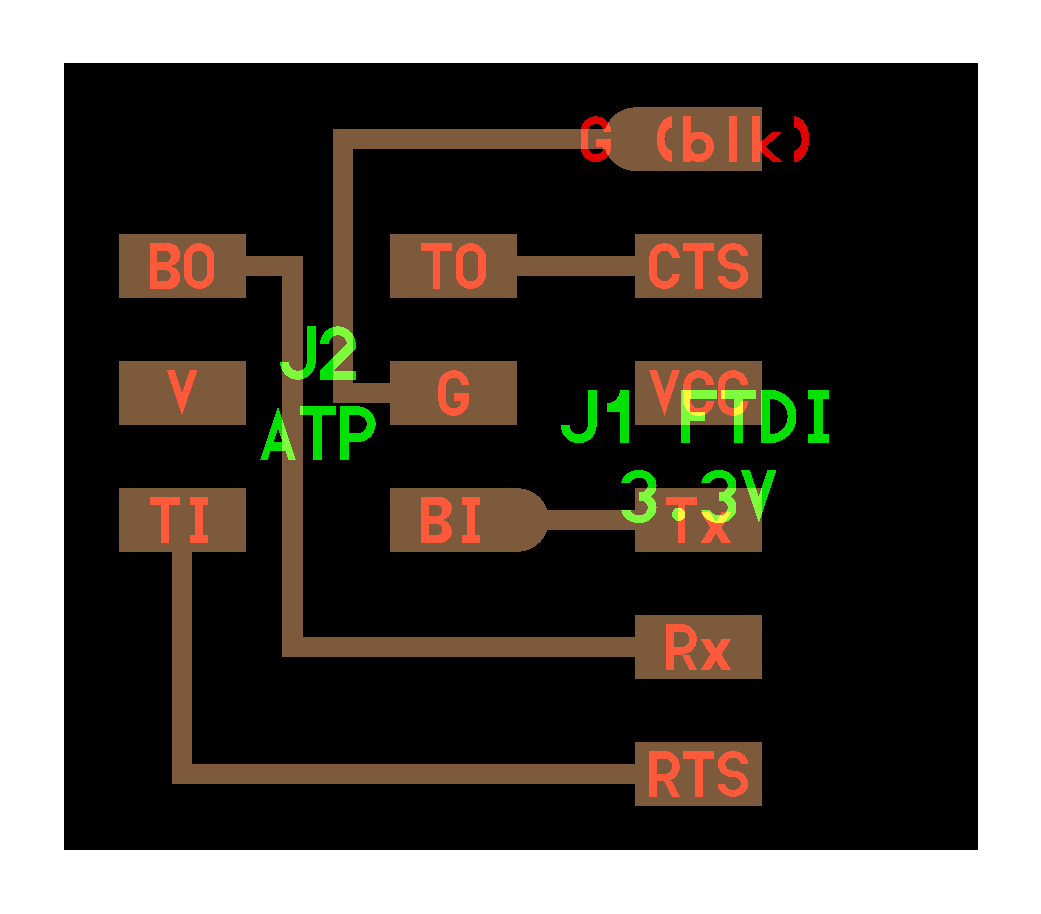 G (blk)
BO TO CTS
J2
ATP
V G VCC
J1 FTDI
3.3V
TI BI Tx
Rx
RTS